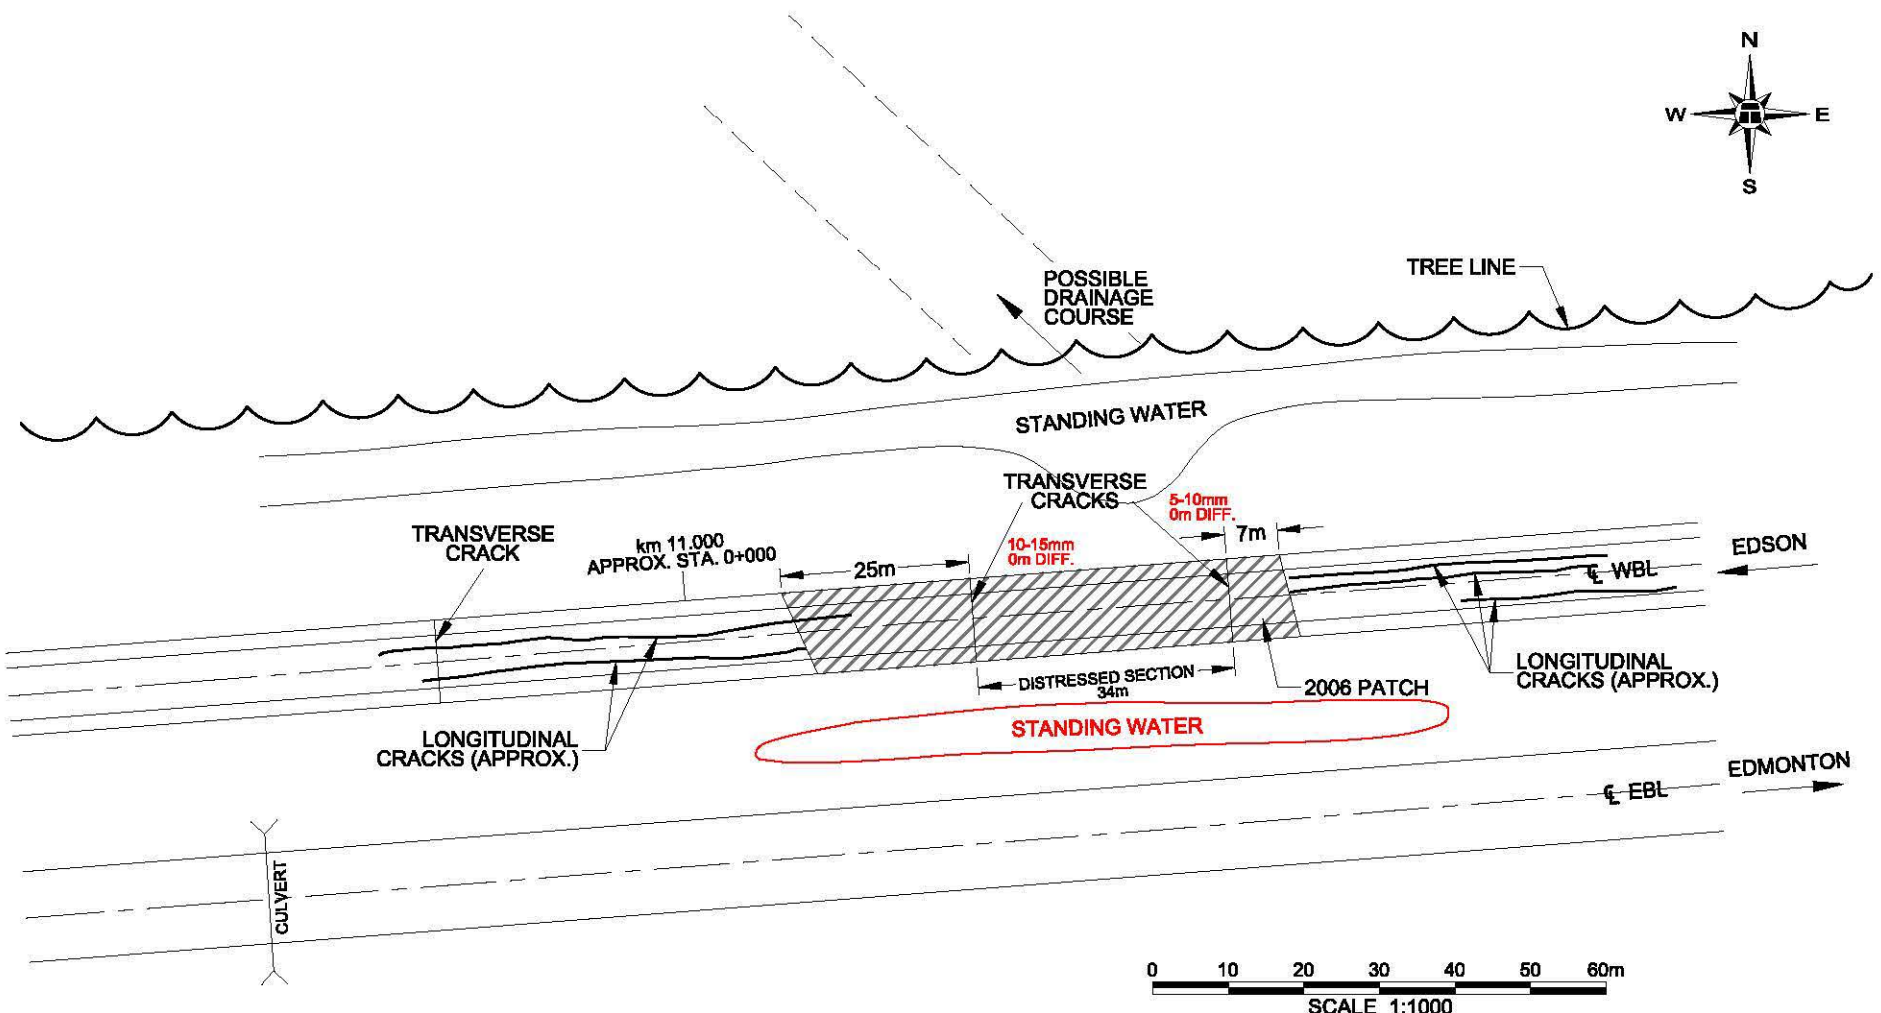 N
W
E
S
POSSIBLE
DRAINAGE
COURSE
TREE LINE
STANDING WATER
TRANSVERSE
CRACKS
5-10mm
0m DIFF.
7m
TRANSVERSE
CRACK
km 11.000
APPROX. STA. 0+000
25m
10-15mm
0m DIFF.
EDSON
℄ WBL
DISTRESSED SECTION
34m
2006 PATCH
LONGITUDINAL
CRACKS (APPROX.)
STANDING WATER
LONGITUDINAL
CRACKS (APPROX.)
EDMONTON
℄ EBL
CULVERT
0 10 20 30 40 50 60m
SCALE 1:1000